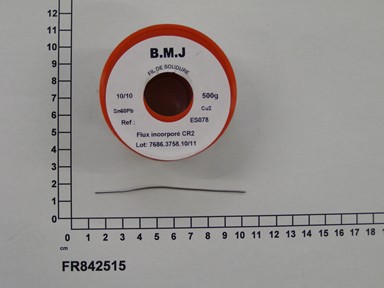 12
11
10
9
8
7
6
5
4
3
2
1
0
B.M.J
FIL DE SOUDURE
10/10 500g
Sn60Pb Cu2
Ref : ES078
Flux incorporé CR2
Lot: 7686.3758.10/11
0 1 2 3 4 5 6 7 8 9 10 11 12 13 14 15 16 17 18 19
cm
FR842515